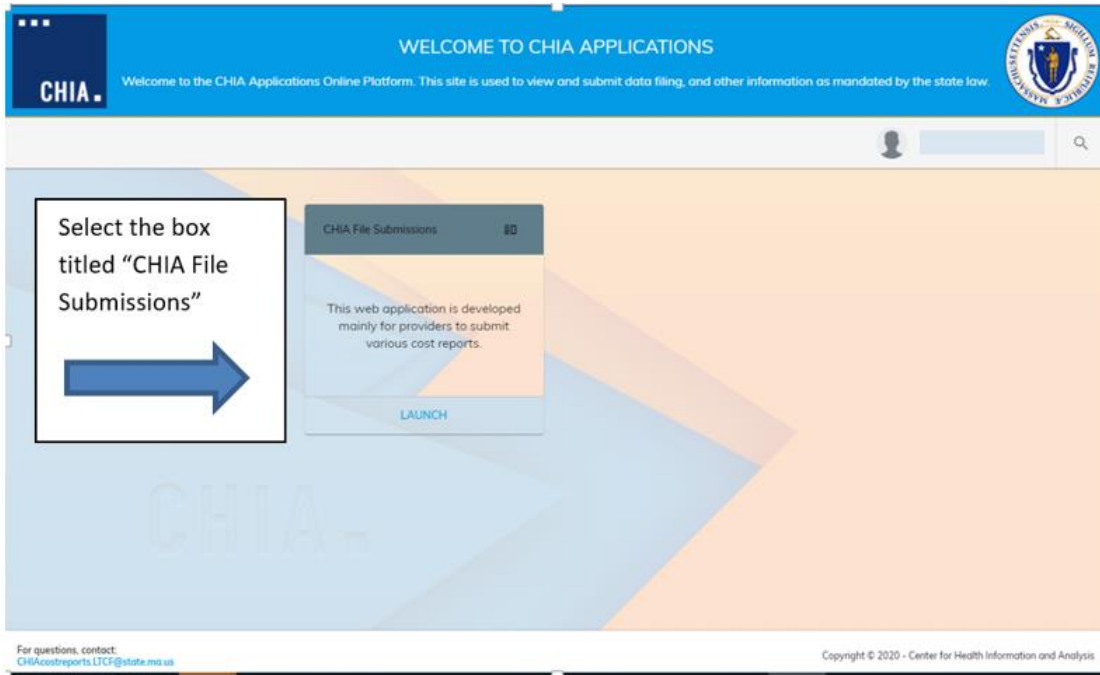 WELCOME TO CHIA APPLICATIONS
CHIA.
Welcome to the CHIA Applications Online Platform. This site is used to view and submit data filing, and other information as mandated by the state law.
Select the box
titled “CHIA File
Submissions”
CHIA File Submissions
This web application is developed
mainly for providers to submit
various cost reports.
LAUNCH
CHIA.
For questions, contact:
CHIAcostreports.LTCF@state.ma.us
Copyright © 2020 - Center for Health Information and Analysis